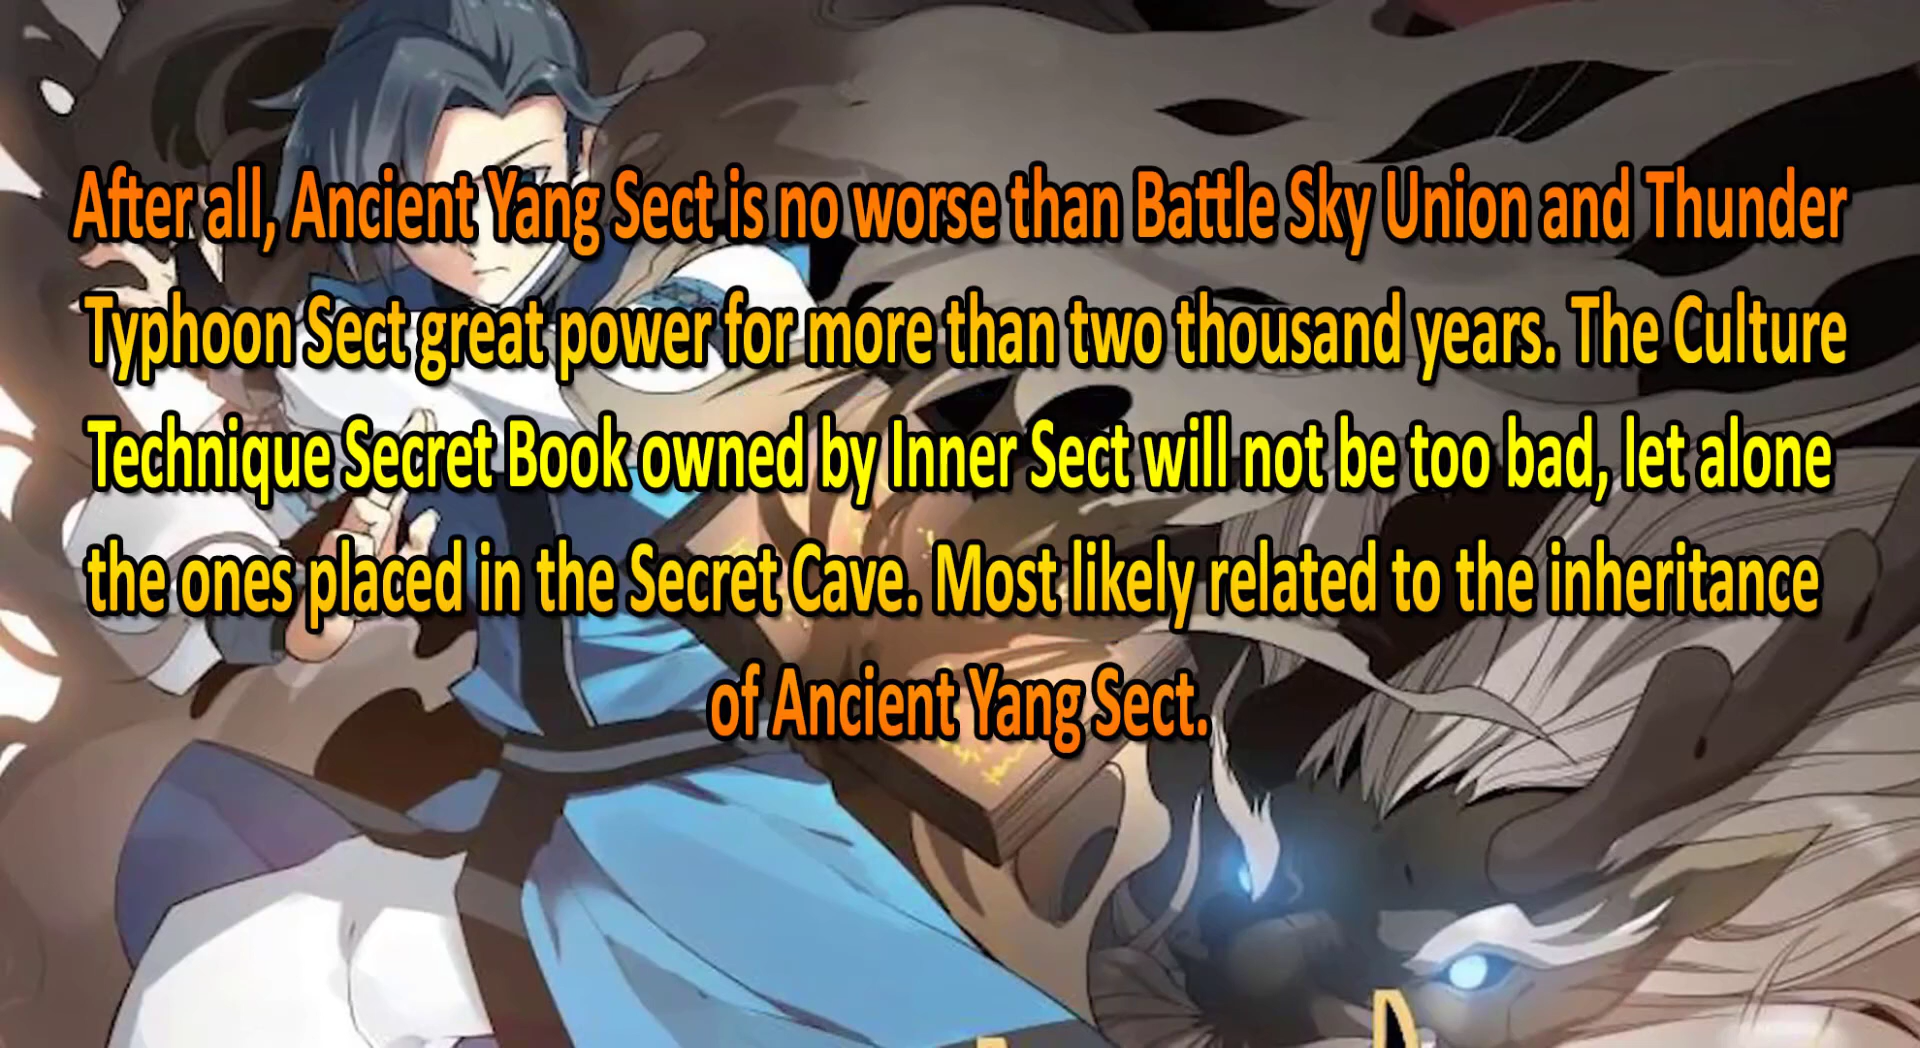 After all, Ancient Yang Sect is no worse than Battle Sky Union and Thunder
Typhoon Sect great power for more than two thousand years. The Culture
Technique Secret Book owned by Inner Sect will not be too bad, let alone
the ones placed in the Secret Cave. Most likely related to the inheritance
of Ancient Yang Sect.